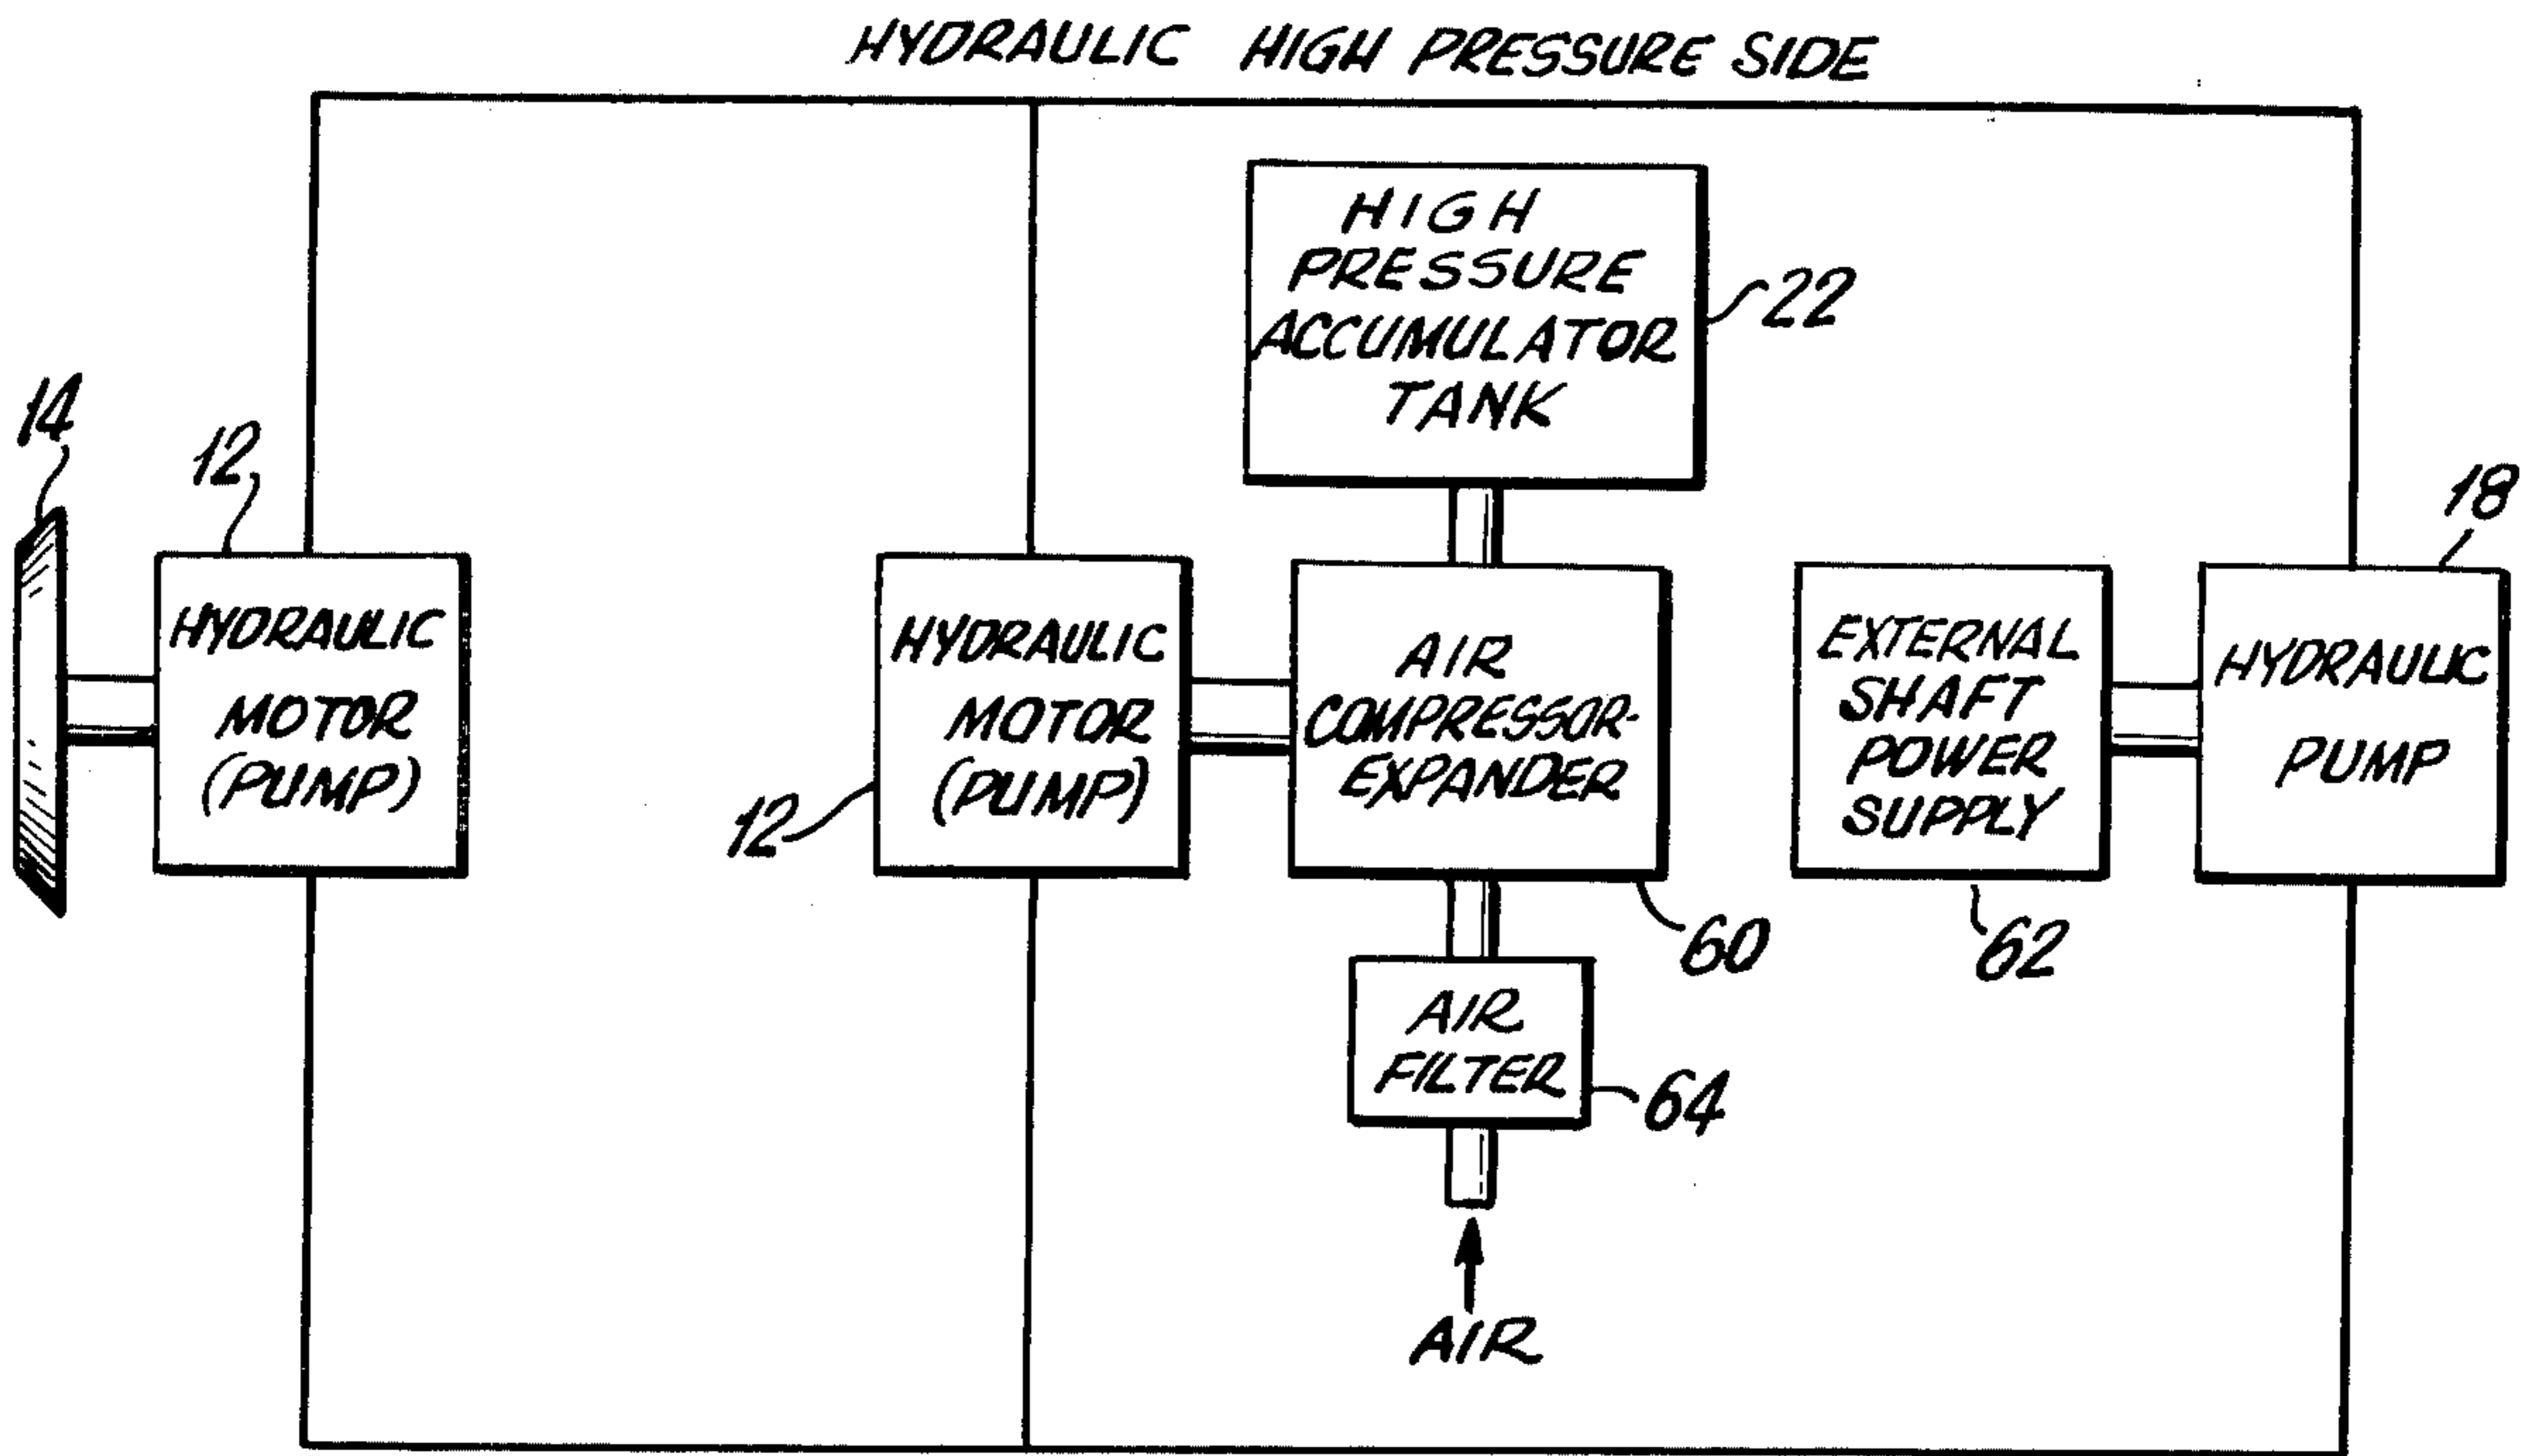 HYDRAULIC HIGH PRESSURE SIDE
HIGH
PRESSURE
ACCUMULATOR
TANK
22
14
12
18
HYDRAULIC
MOTOR
(PUMP)
HYDRAULIC
MOTOR
(PUMP)
12
AIR
COMPRESSOR-
EXPANDER
60
EXTERNAL
SHAFT
POWER
SUPPLY
62
HYDRAULIC
PUMP
AIR
FILTER
64
AIR